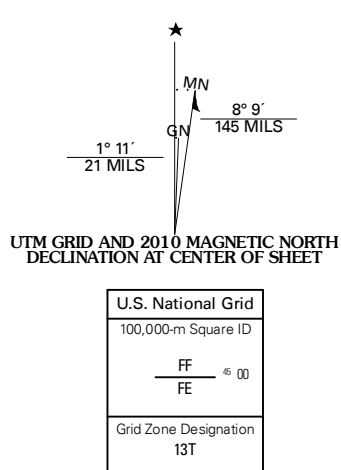 ★
MN
GN
8° 9´
145 MILS
1° 11´
21 MILS
UTM GRID AND 2010 MAGNETIC NORTH
DECLINATION AT CENTER OF SHEET
U.S. National Grid
100,000-m Square ID
FF
45 00
FE
Grid Zone Designation
13T